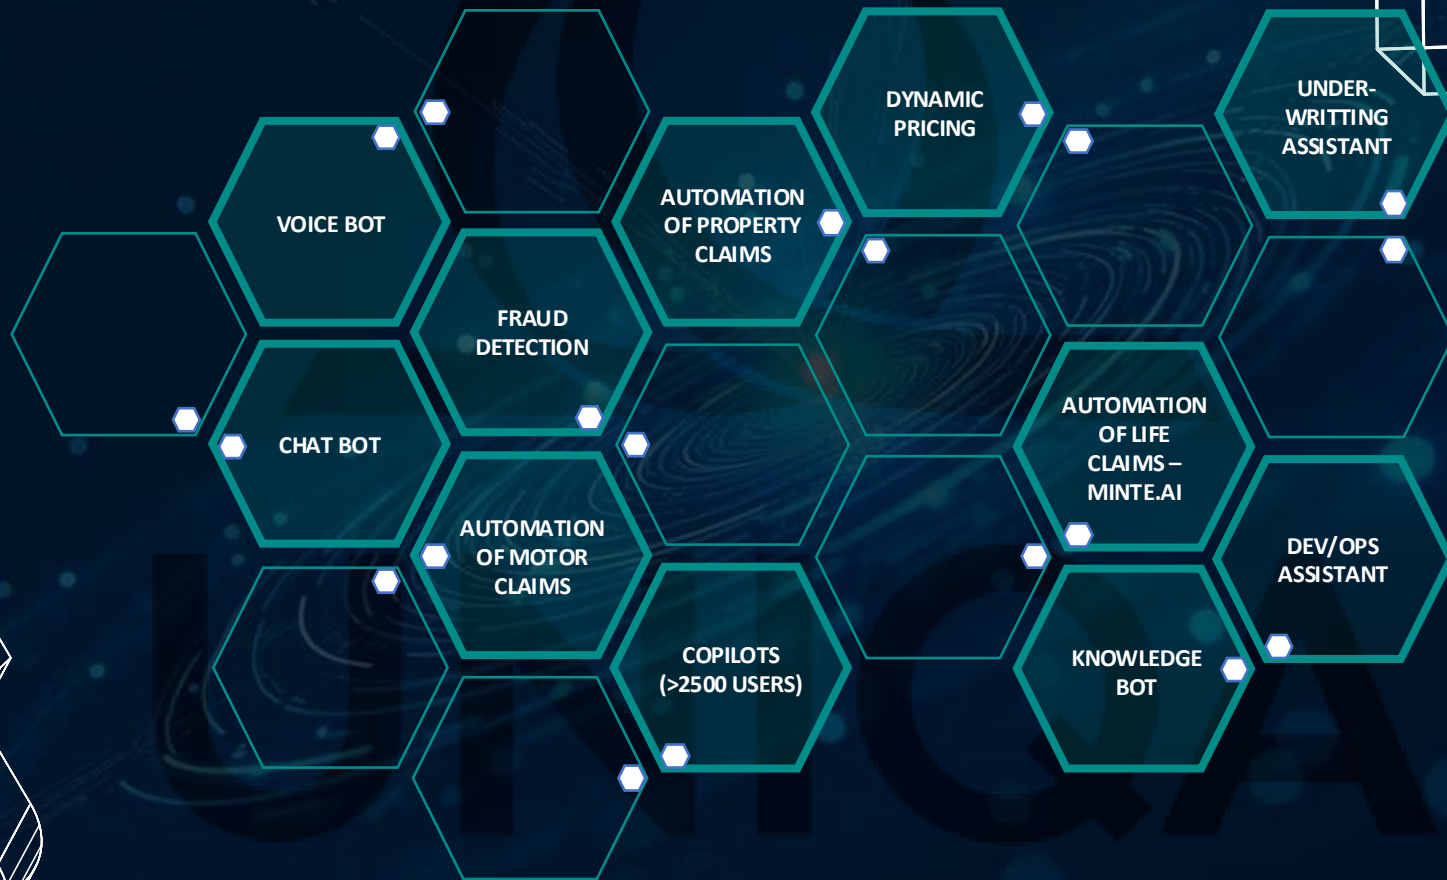 VOICE BOT
CHAT BOT
FRAUD
DETECTION
AUTOMATION
OF MOTOR
CLAIMS
AUTOMATION
OF PROPERTY
CLAIMS
COPILOTS
(>2500 USERS)
DYNAMIC
PRICING
AUTOMATION
OF LIFE
CLAIMS –
MINTE.AI
KNOWLEDGE
BOT
UNDER-
WRITTING
ASSISTANT
DEV/OPS
ASSISTANT
UNIQA